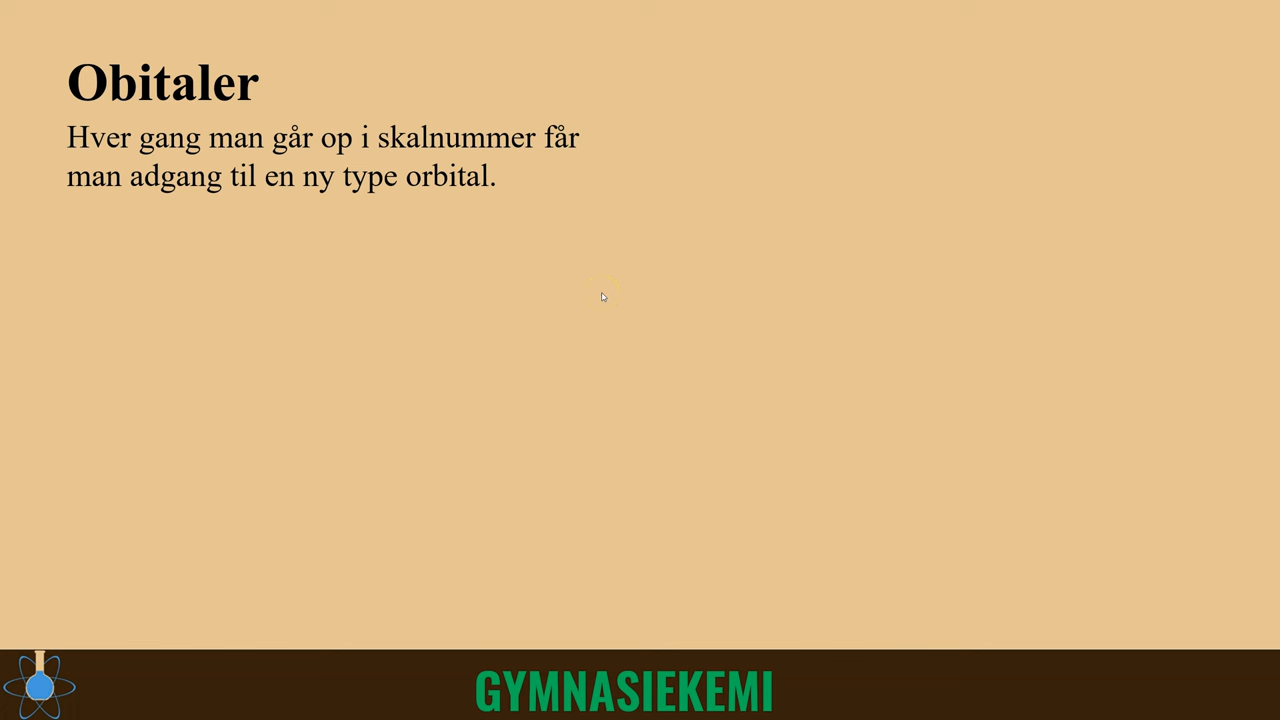 Obitaler
Hver gang man går op i skalnummer får
man adgang til en ny type orbital.
GYMNASIEKEMI